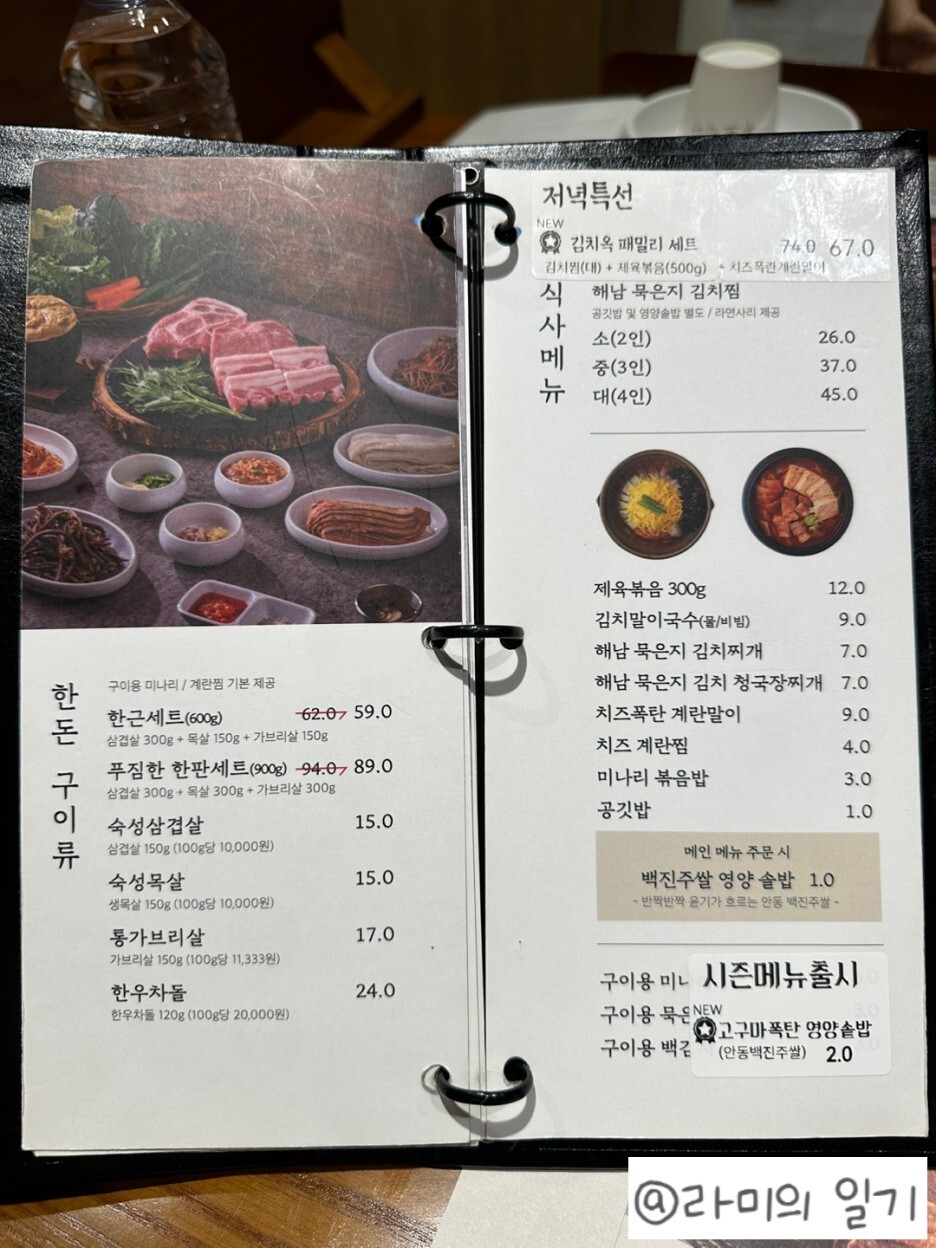 한돈 구이류
구이용 미나리 / 계란찜 기본 제공
한근세트(600g) 62.0 59.0
삼겹살 300g + 목살 150g + 가브리살 150g
푸짐한 한판세트(900g) 94.0 89.0
삼겹살 300g + 목살 300g + 가브리살 300g
숙성삼겹살 15.0
삼겹살 150g (100g당 10,000원)
숙성목살 15.0
생목살 150g (100g당 10,000원)
통가브리살 17.0
가브리살 150g (100g당 11,333원)
한우차돌 24.0
한우차돌 120g (100g당 20,000원)
저녁특선
NEW
김치옥 패밀리 세트 74.0 67.0
김치찜(대) + 제육볶음(500g) + 치즈폭탄계란말이
식사메뉴
해남 묵은지 김치찜
공깃밥 및 영양솥밥 별도 / 라면사리 제공
소(2인) 26.0
중(3인) 37.0
대(4인) 45.0
제육볶음 300g 12.0
김치말이국수(물/비빔) 9.0
해남 묵은지 김치찌개 7.0
해남 묵은지 김치 청국장찌개 7.0
치즈폭탄 계란말이 9.0
치즈 계란찜 4.0
미나리 볶음밥 3.0
공깃밥 1.0
메인 메뉴 주문 시
백진주쌀 영양 솥밥 1.0
- 반짝반짝 윤기가 흐르는 안동 백진주쌀 -
구이용
구이용
구이용
시즌메뉴출시
NEW
고구마폭탄 영양솥밥
(안동백진주쌀) 2.0
@라미의 일기